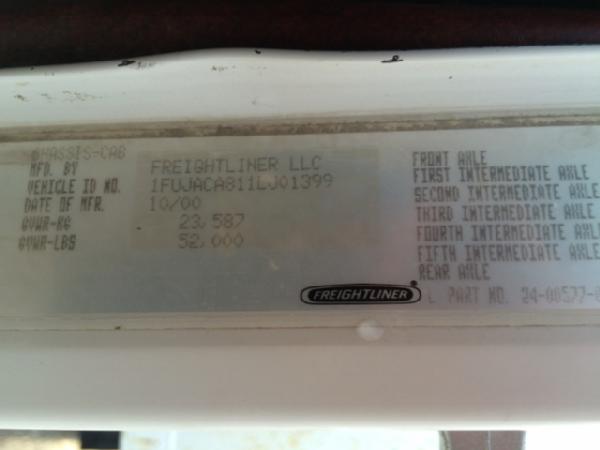 CHASSIS-CAB
MFD. BY FREIGHTLINER LLC
VEHICLE ID NO. 1FUJACA811LJ01399
DATE OF MFR. 10/00
GVWR-KG 23,587
GVWR-LBS 52,000
FRONT AXLE
FIRST INTERMEDIATE AXLE
SECOND INTERMEDIATE AXLE
THIRD INTERMEDIATE AXLE
FOURTH INTERMEDIATE AXLE
FIFTH INTERMEDIATE AXLE
REAR AXLE
FREIGHTLINER
L PART NO. 24-00577-